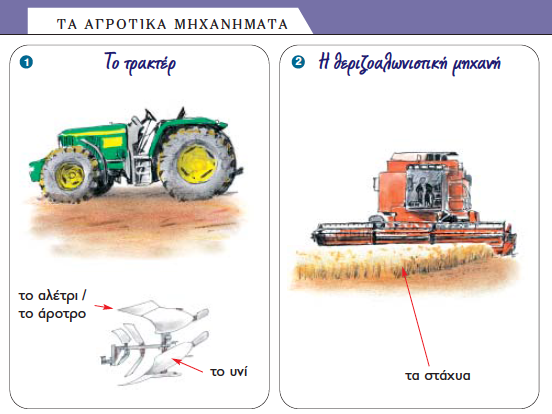 ΤΑ ΑΓΡΟΤΙΚΑ ΜΗΧΑΝΗΜΑΤΑ
1 Το τρακτέρ
το αλέτρι /
το άροτρο
το υνί
2 Η θεριζοαλωνιστική μηχανή
τα στάχυα